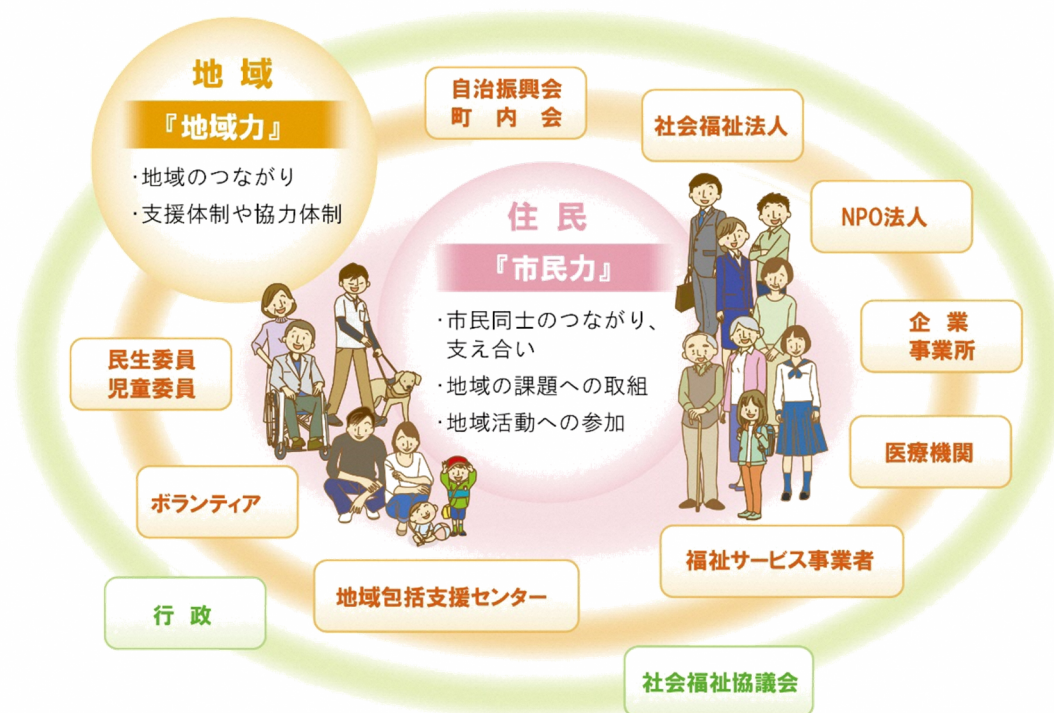 地域
『地域力』
・地域のつながり
・支援体制や協力体制
自治振興会
町内会
社会福祉法人
NPO法人
住民
『市民力』
・市民同士のつながり、
支え合い
・地域の課題への取組
・地域活動への参加
企業
事業所
民生委員
児童委員
医療機関
ボランティア
福祉サービス事業者
地域包括支援センター
行政
社会福祉協議会